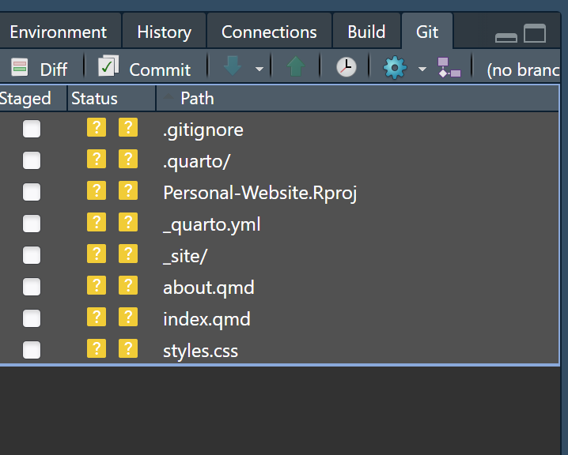 Environment History Connections Build Git
Diff Commit (no branc
Staged Status Path
? ? .gitignore
? ? .quarto/
? ? Personal-Website.Rproj
? ? _quarto.yml
? ? _site/
? ? about.qmd
? ? index.qmd
? ? styles.css